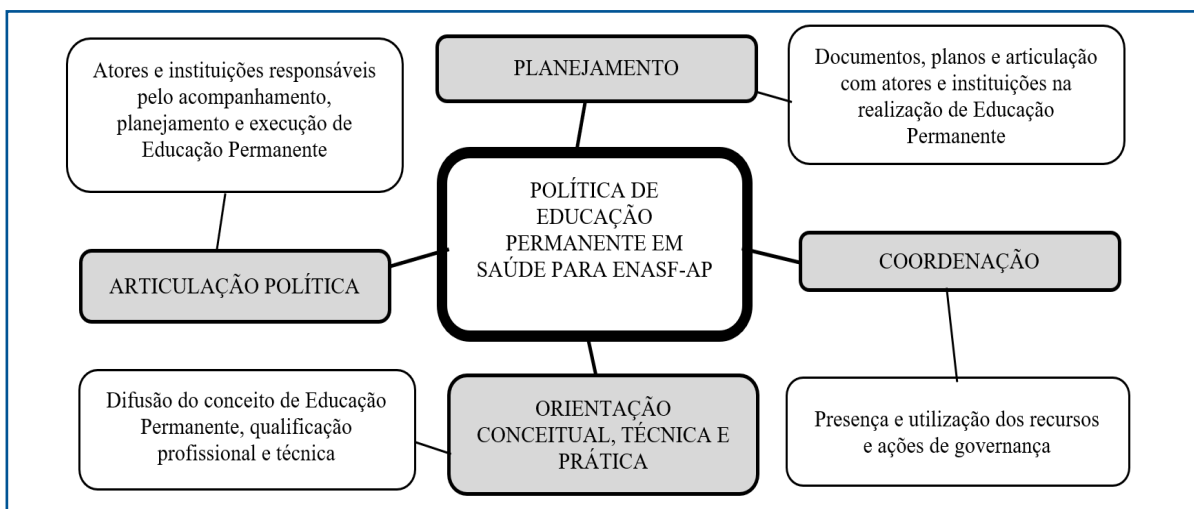 Atores e instituições responsáveis
pelo acompanhamento,
planejamento e execução de
Educação Permanente
PLANEJAMENTO
Documentos, planos e articulação
com atores e instituições na
realização de Educação
Permanente
POLÍTICA DE
EDUCAÇÃO
PERMANENTE EM
SAÚDE PARA ENASF-AP
ARTICULAÇÃO POLÍTICA
COORDENAÇÃO
Difusão do conceito de Educação
Permanente, qualificação
profissional e técnica
ORIENTAÇÃO
CONCEITUAL, TÉCNICA E
PRÁTICA
Presença e utilização dos recursos
e ações de governança